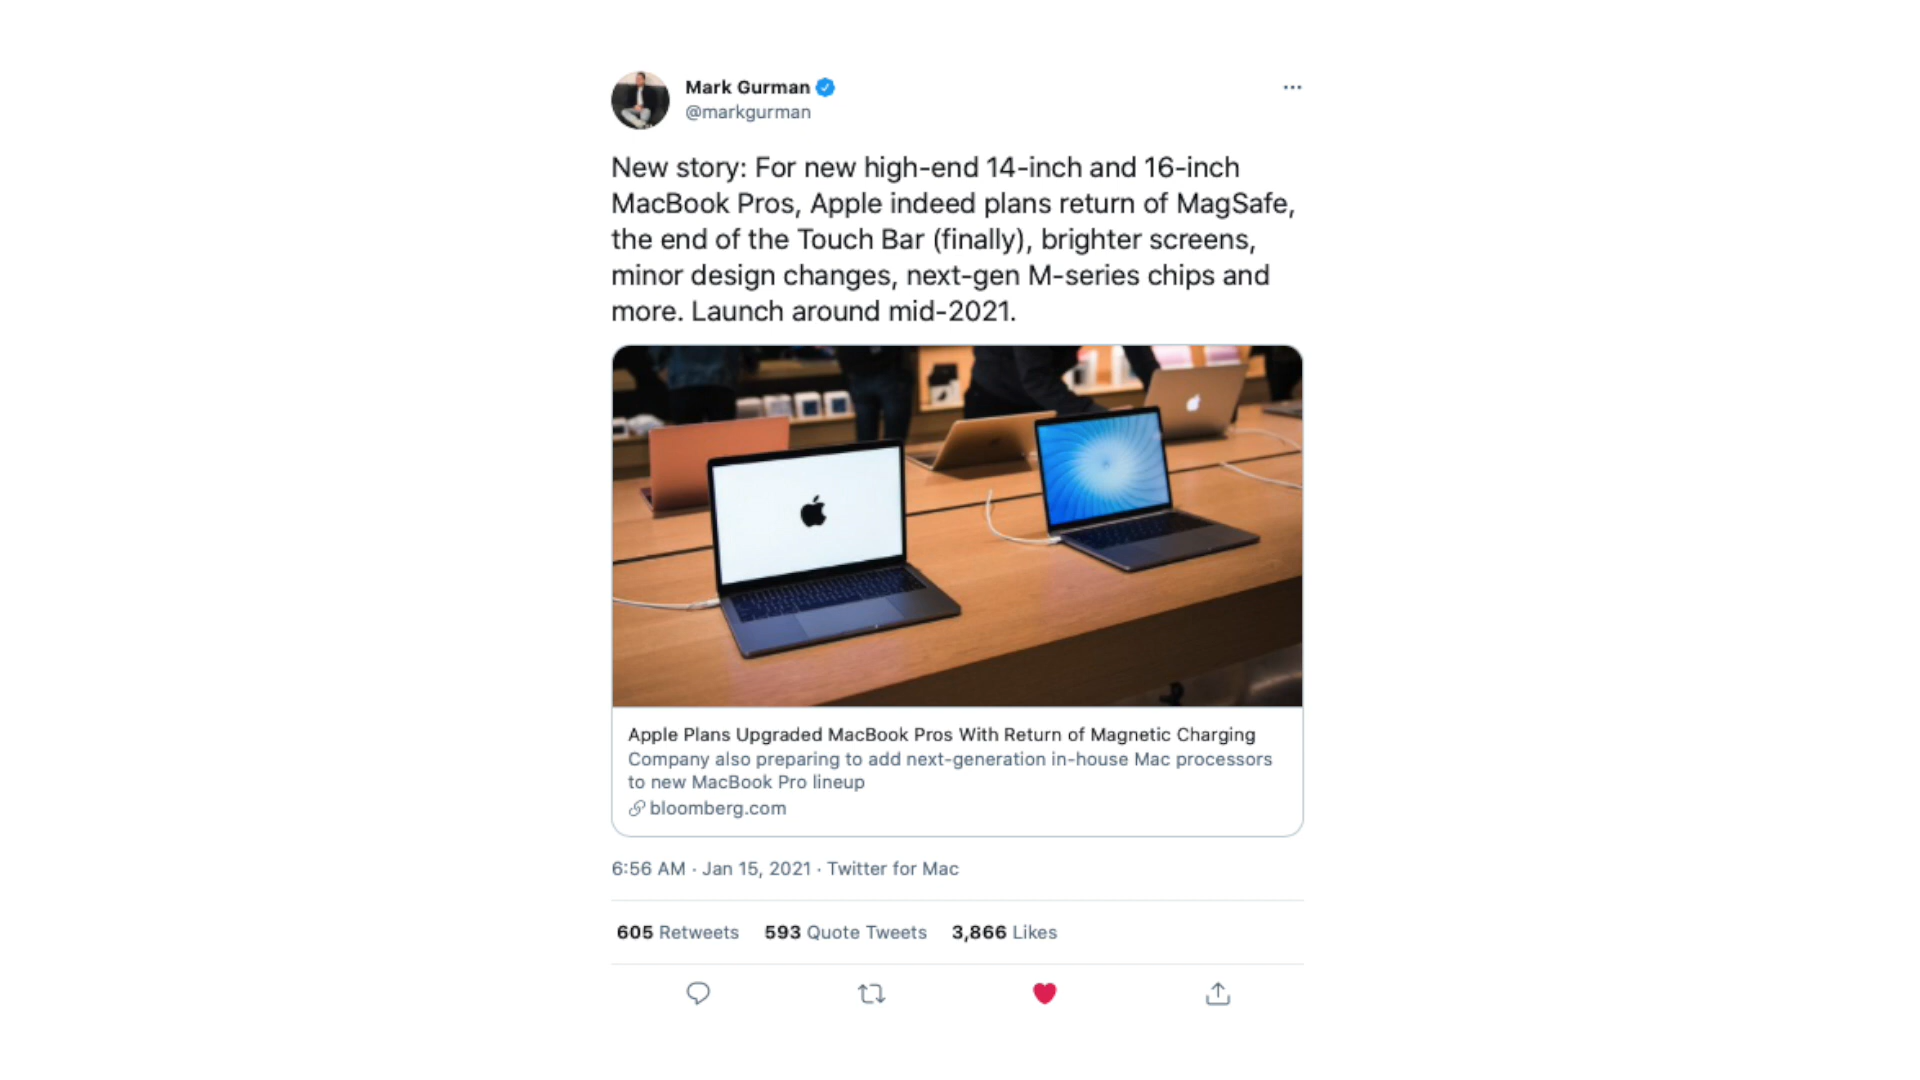 Mark Gurman
@markgurman
New story: For new high-end 14-inch and 16-inch
MacBook Pros, Apple indeed plans return of MagSafe,
the end of the Touch Bar (finally), brighter screens,
minor design changes, next-gen M-series chips and
more. Launch around mid-2021.
Apple Plans Upgraded MacBook Pros With Return of Magnetic Charging
Company also preparing to add next-generation in-house Mac processors
to new MacBook Pro lineup
bloomberg.com
6:56 AM · Jan 15, 2021 · Twitter for Mac
605 Retweets 593 Quote Tweets 3,866 Likes